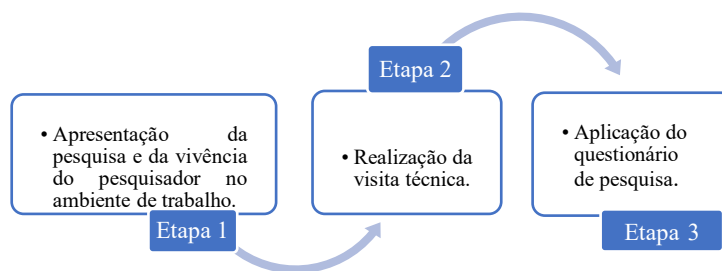 • Apresentação da
pesquisa e da vivência
do pesquisador no
ambiente de trabalho.
Etapa 1
Etapa 2
• Realização da
visita técnica.
• Aplicação do
questionário
de pesquisa.
Etapa 3